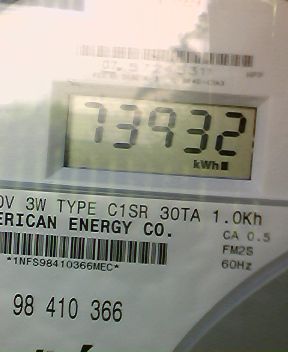 73932
kWh
0V 3W TYPE C1SR 30TA 1.0Kh
ERICAN ENERGY CO.
CA 0.5
*1NFS98410366MEC*
FM2S
60Hz
98 410 366